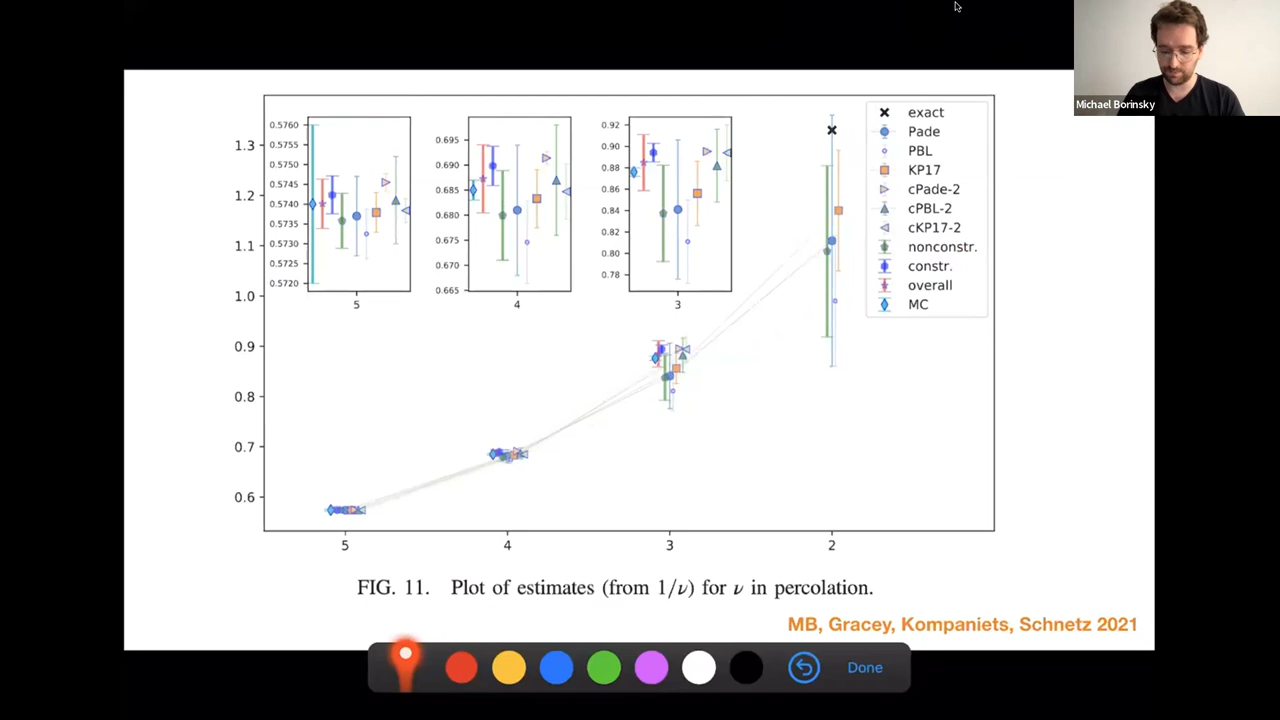 Michael Borinsky
1.3
1.2
1.1
1.0
0.9
0.8
0.7
0.6
5
4
3
2
0.5760
0.5755
0.5750
0.5745
0.5740
0.5735
0.5730
0.5725
0.5720
5
0.695
0.690
0.685
0.680
0.675
0.670
0.665
4
0.92
0.90
0.88
0.86
0.84
0.82
0.80
0.78
3
exact
Pade
PBL
KP17
cPade-2
cPBL-2
cKP17-2
nonconstr.
constr.
overall
MC
FIG. 11. Plot of estimates (from 1/ν) for ν in percolation.
MB, Gracey, Kompaniets, Schnetz 2021
Done